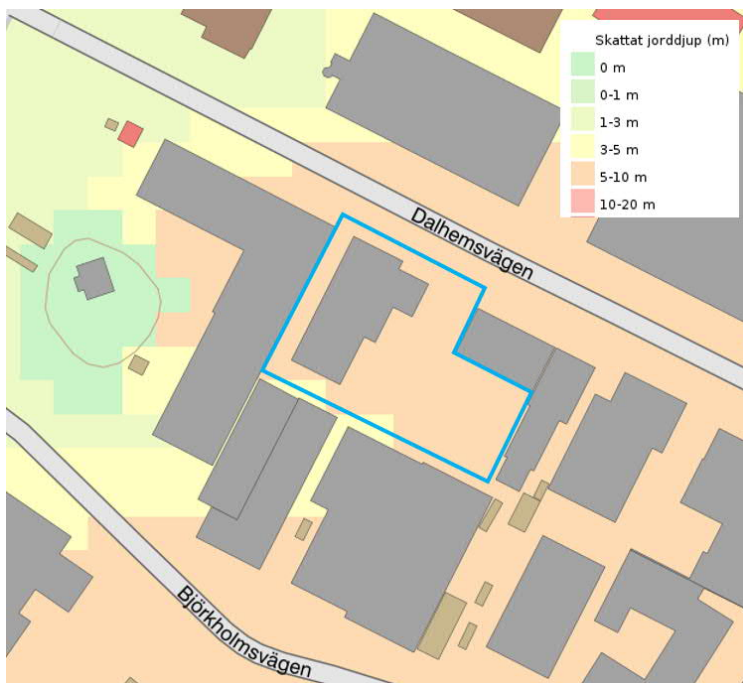 Skattat jorddjup (m)
0 m
0-1 m
1-3 m
3-5 m
5-10 m
10-20 m
Dalhemsvägen
Björkholmsvägen